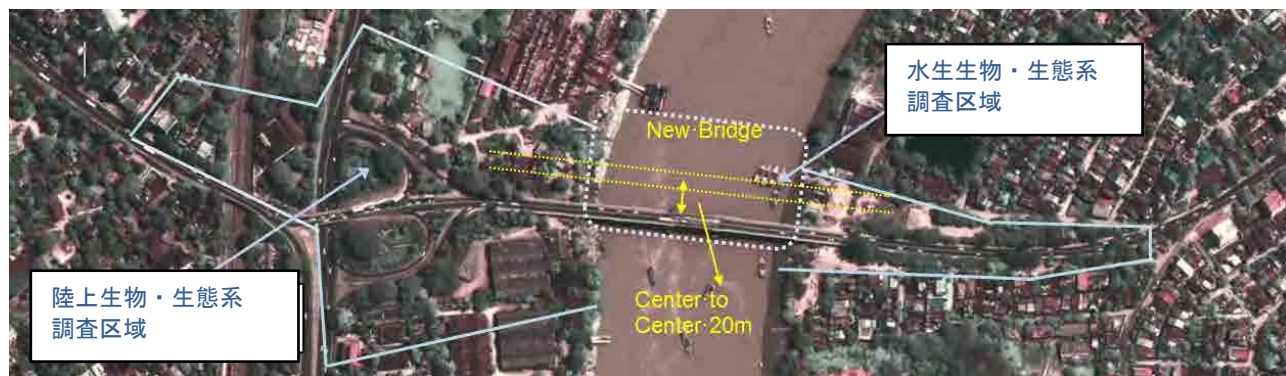 水生生物・生態系
調査区域
New·Bridge
陸上生物・生態系
調査区域
Center·to
Center·20m